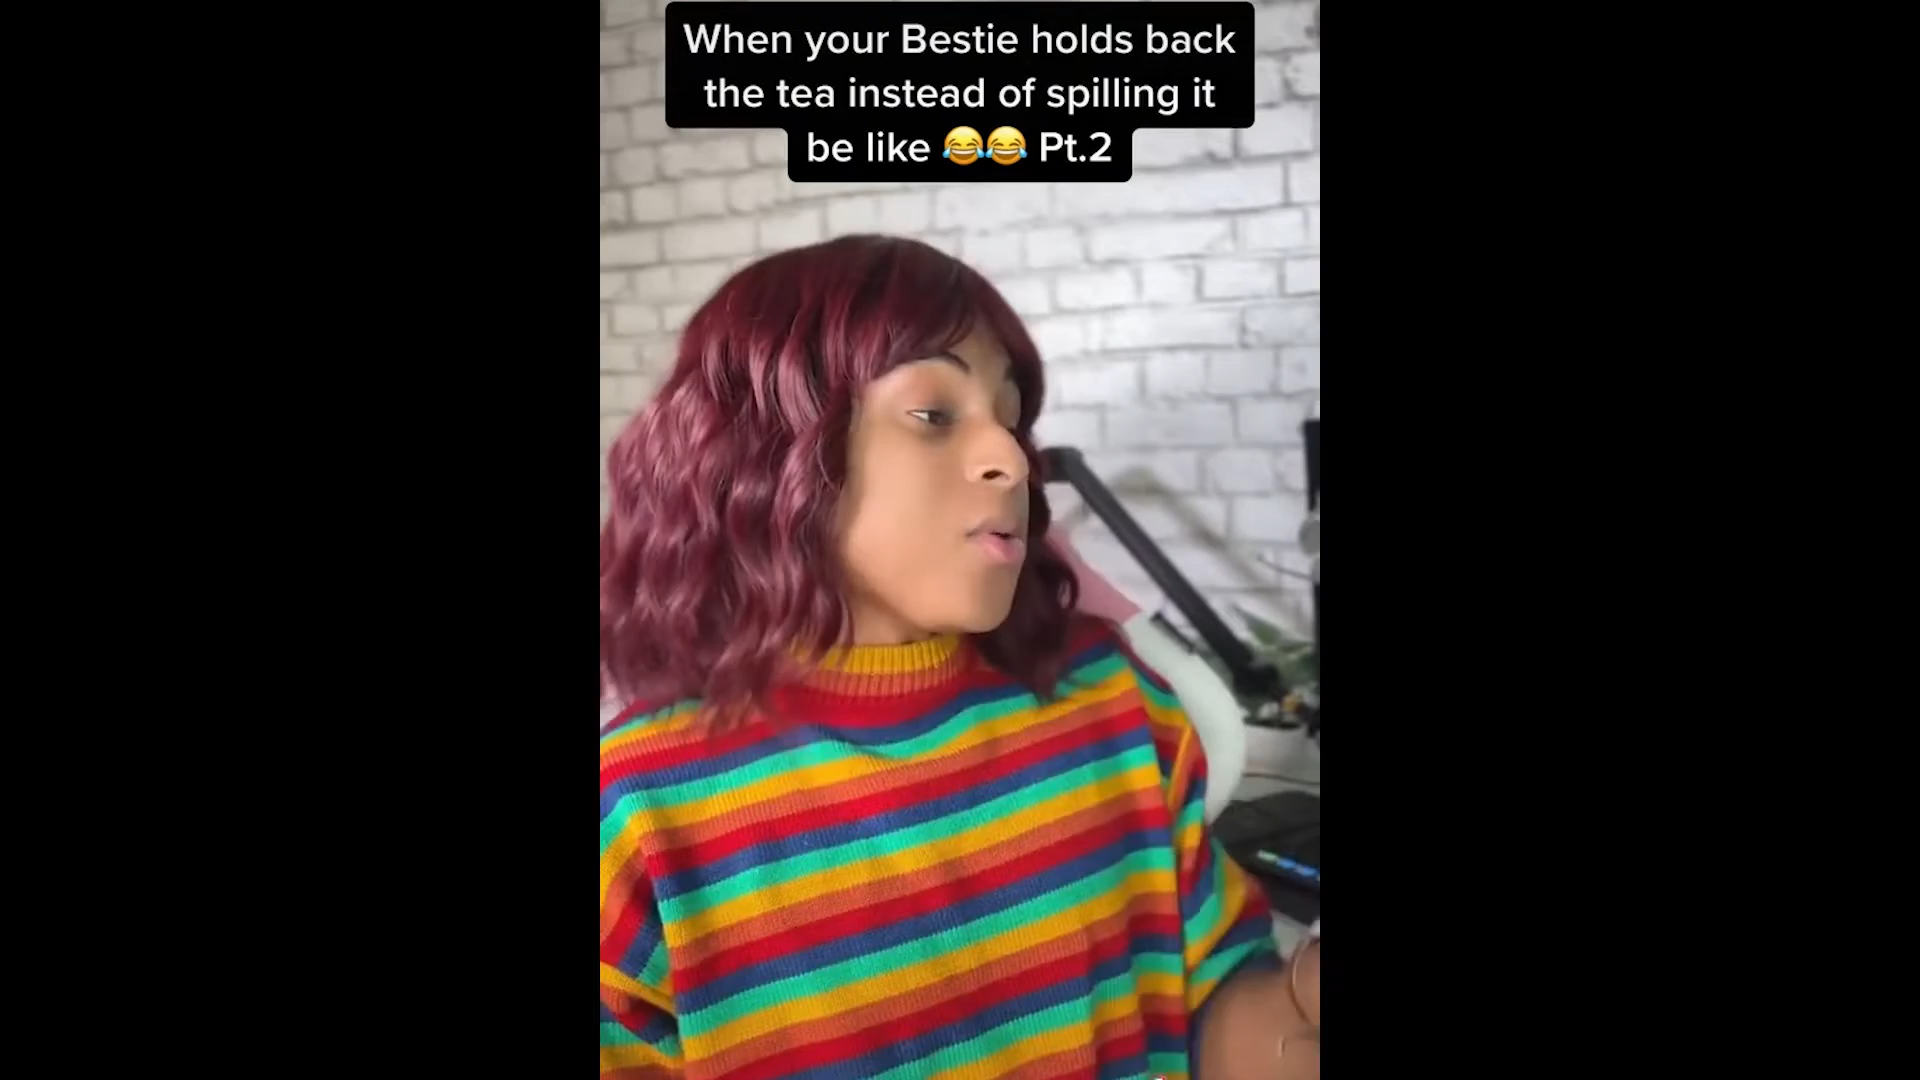 When your Bestie holds back
the tea instead of spilling it
be like 😂😂 Pt.2